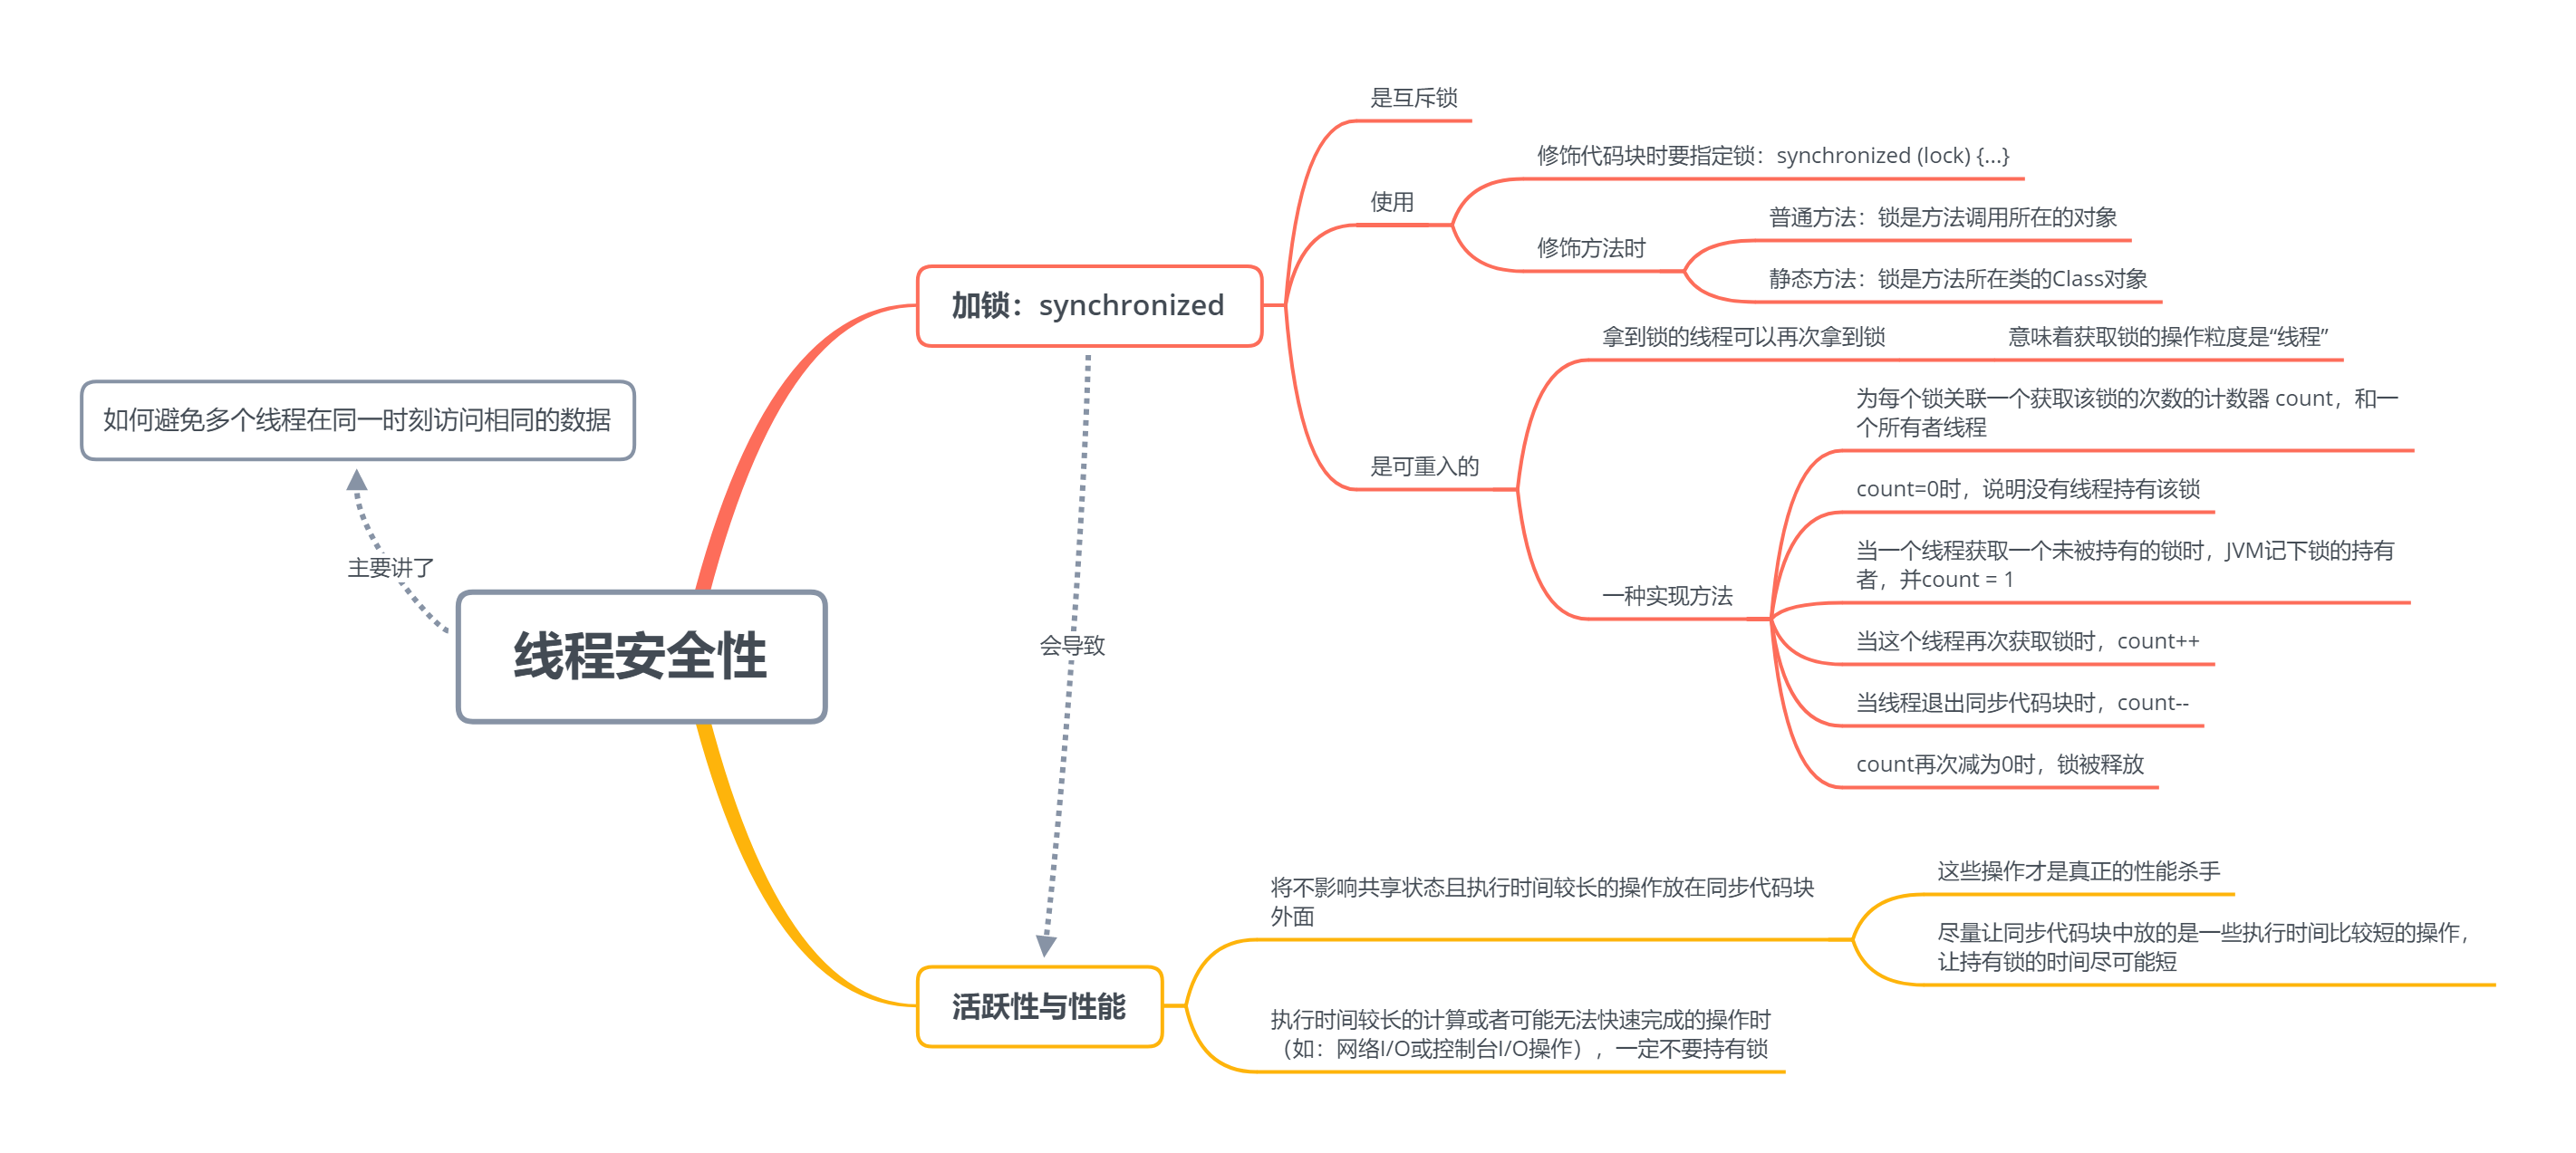 如何避免多个线程在同一时刻访问相同的数据
主要讲了
线程安全性
加锁：synchronized
是互斥锁
使用
修饰代码块时要指定锁：synchronized (lock) {...}
修饰方法时
普通方法：锁是方法调用所在的对象
静态方法：锁是方法所在类的Class对象
是可重入的
拿到锁的线程可以再次拿到锁
意味着获取锁的操作粒度是“线程”
一种实现方法
为每个锁关联一个获取该锁的次数的计数器 count，和一
个所有者线程
count=0时，说明没有线程持有该锁
当一个线程获取一个未被持有的锁时，JVM记下锁的持有
者，并count = 1
当这个线程再次获取锁时，count++
当线程退出同步代码块时，count--
count再次减为0时，锁被释放
会导致
活跃性与性能
将不影响共享状态且执行时间较长的操作放在同步代码块
外面
这些操作才是真正的性能杀手
尽量让同步代码块中放的是一些执行时间比较短的操作，
让持有锁的时间尽可能短
执行时间较长的计算或者可能无法快速完成的操作时
（如：网络I/O或控制台I/O操作），一定不要持有锁